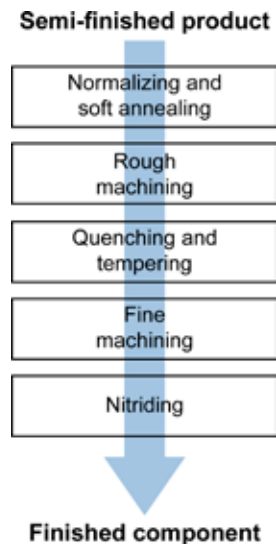 Semi-finished product
Normalizing and
soft annealing
Rough
machining
Quenching and
tempering
Fine
machining
Nitriding
Finished component